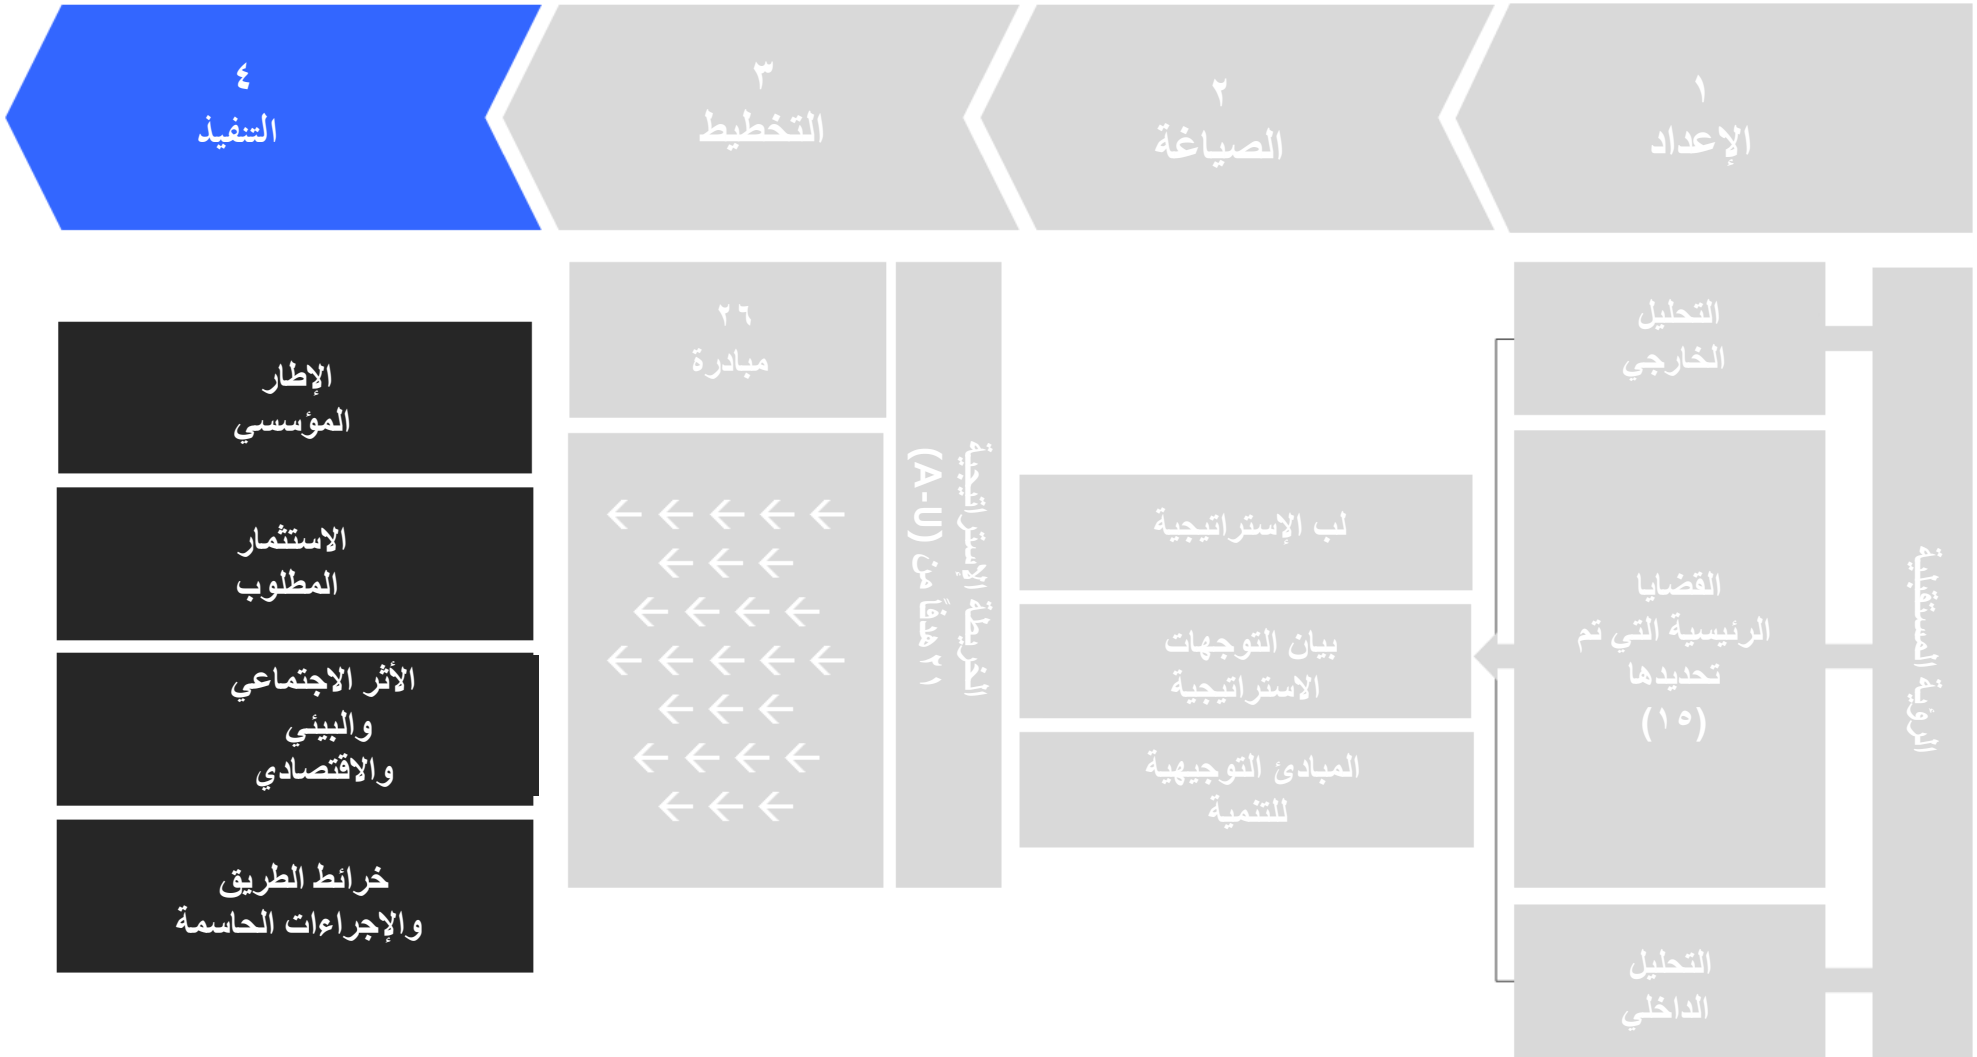 ١
الإعداد
٢
الصياغة
٣
التخطيط
٤
التنفيذ
الرؤية المستقبلية
التحليل
الخارجي
القضايا
الرئيسية التي تم
تحديدها
(١٥)
التحليل
الداخلي
لب الإستراتيجية
بيان التوجهات
الاستراتيجية
المبادئ التوجيهية
للتنمية
الخريطة الإستراتيجية
٢١ هدفاً من (A-U)
٢٦
مبادرة
الإطار
المؤسسي
الاستثمار
المطلوب
الأثر الاجتماعي
والبيئي
والاقتصادي
خرائط الطريق
والإجراءات الحاسمة